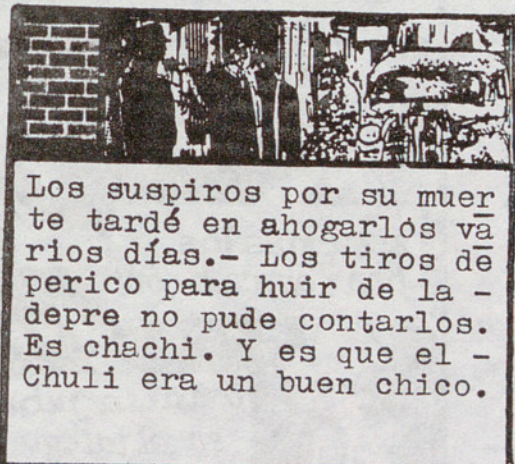 Los suspiros por su muer
te tardé en ahogarlós va
rios días.- Los tiros de
perico para huir de la -
depre no pude contarlos.
Es chachi. Y es que el -
Chuli era un buen chico.